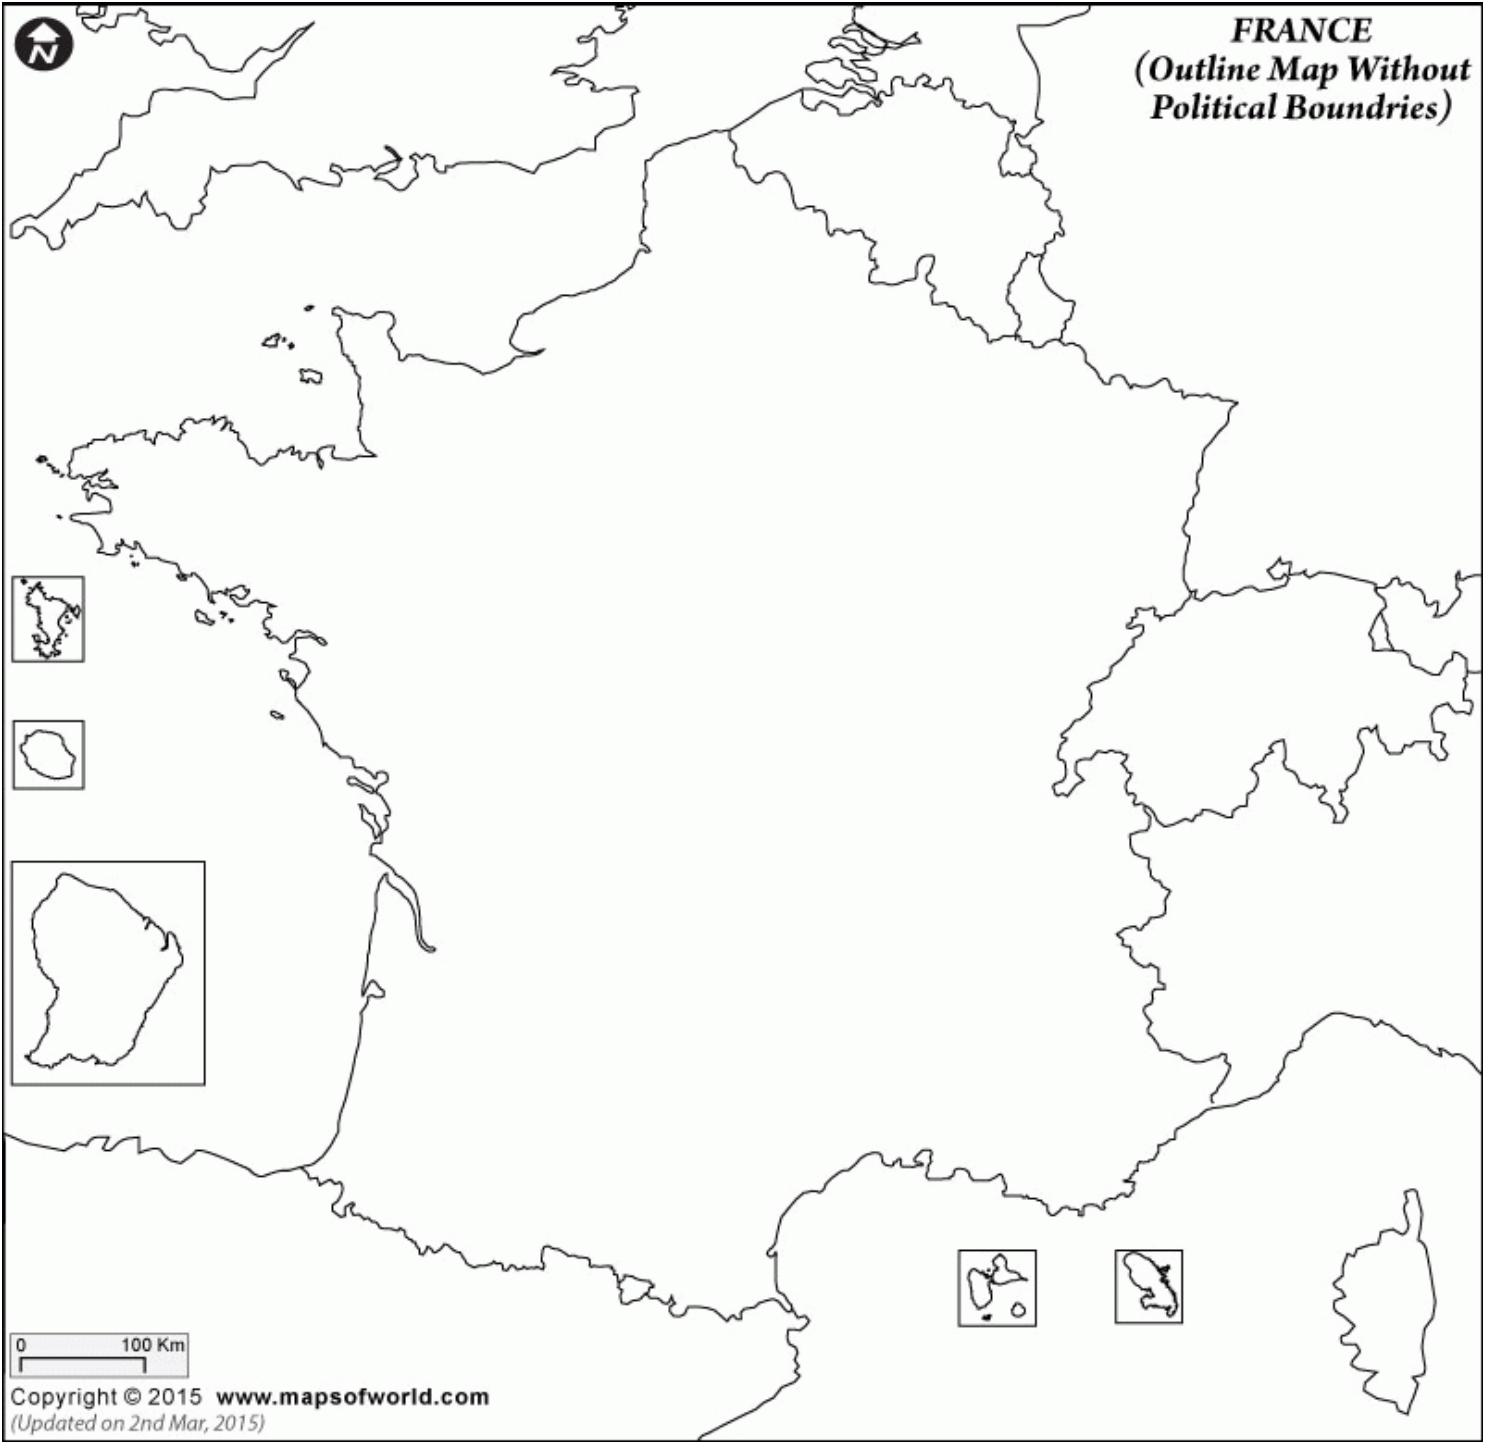 N
FRANCE
(Outline Map Without
Political Boundries)
0 100 Km
Copyright © 2015 www.mapsofworld.com
(Updated on 2nd Mar, 2015)